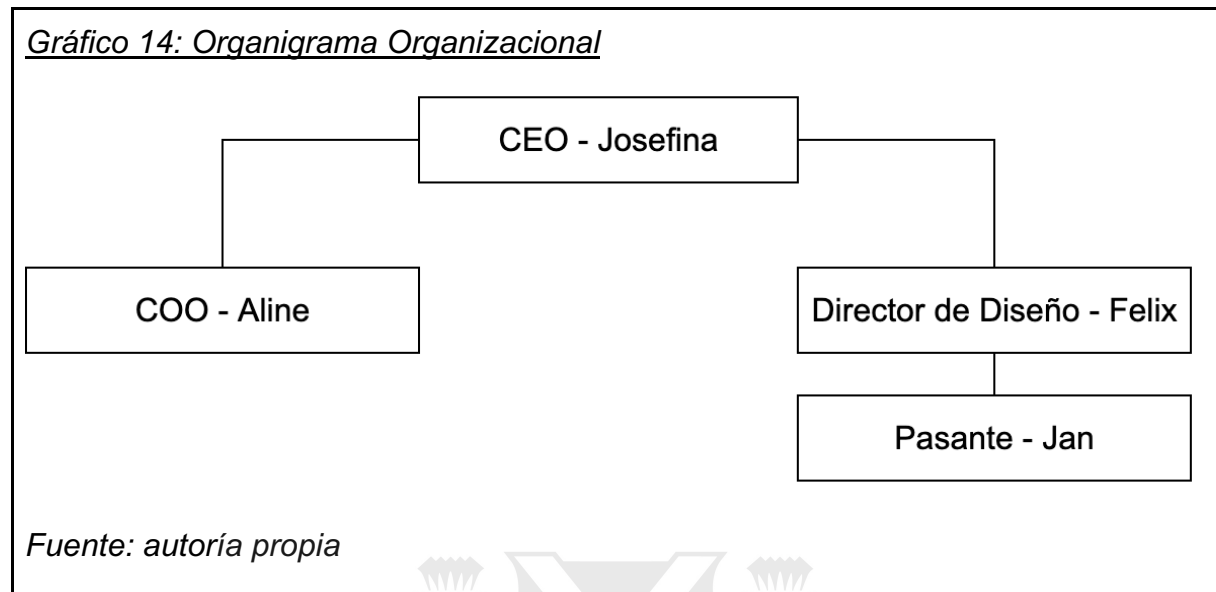 Gráfico 14: Organigrama Organizacional
CEO - Josefina
COO - Aline
Director de Diseño - Felix
Pasante - Jan
Fuente: autoría propia